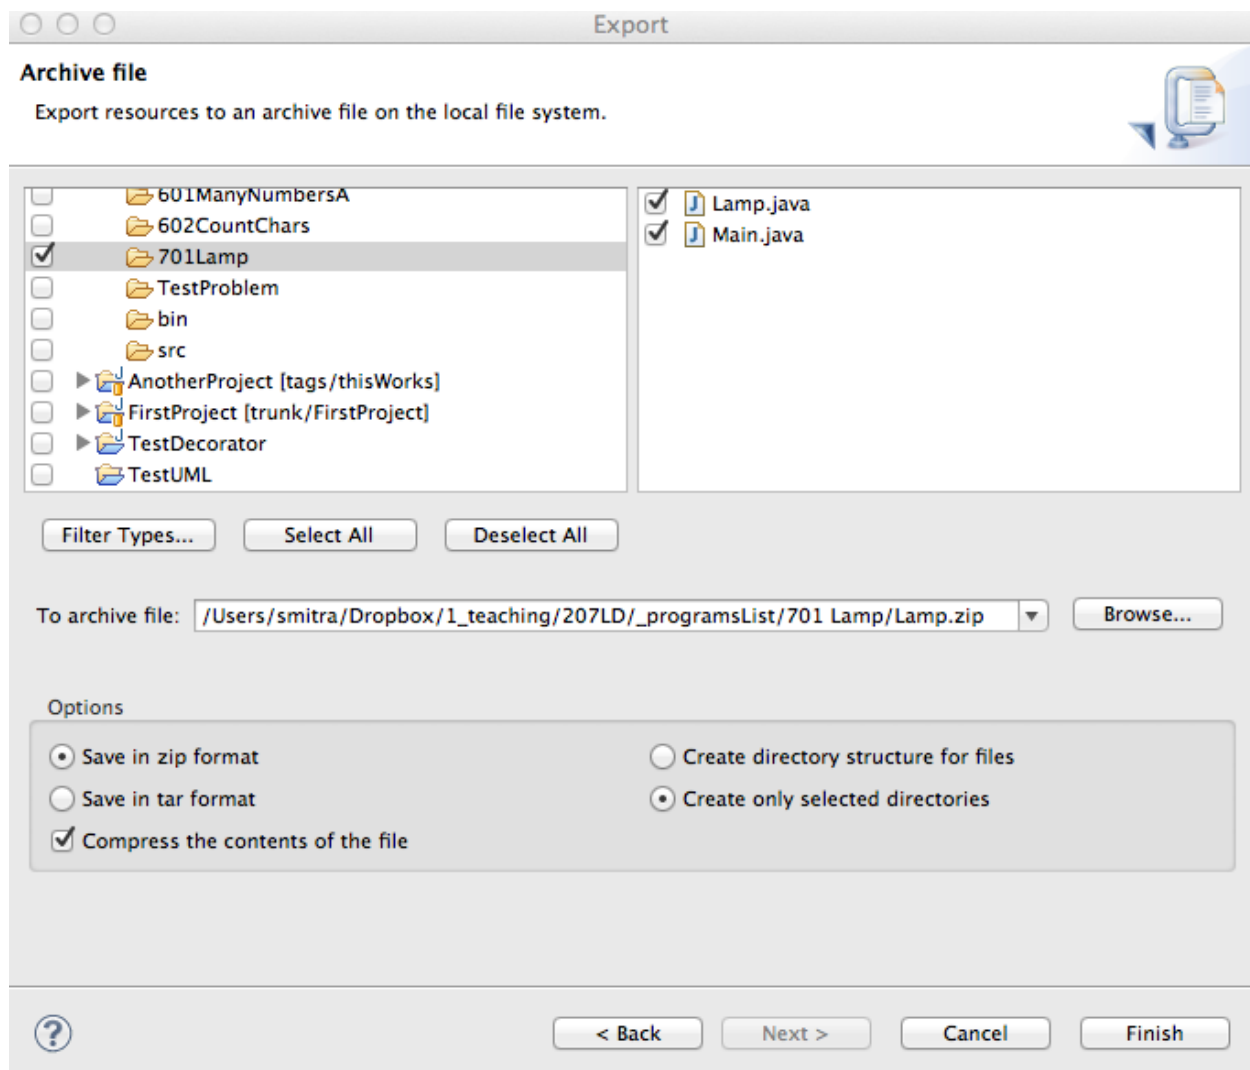 Export
Archive file
Export resources to an archive file on the local file system.
601ManyNumbersA
602CountChars
701Lamp
TestProblem
bin
src
AnotherProject [tags/thisWorks]
FirstProject [trunk/FirstProject]
TestDecorator
TestUML
Lamp.java
Main.java
Filter Types...
Select All
Deselect All
To archive file: /Users/smitra/Dropbox/1_teaching/207LD/_programsList/701 Lamp/Lamp.zip
Browse...
Options
Save in zip format
Save in tar format
Compress the contents of the file
Create directory structure for files
Create only selected directories
?
< Back
Next >
Cancel
Finish